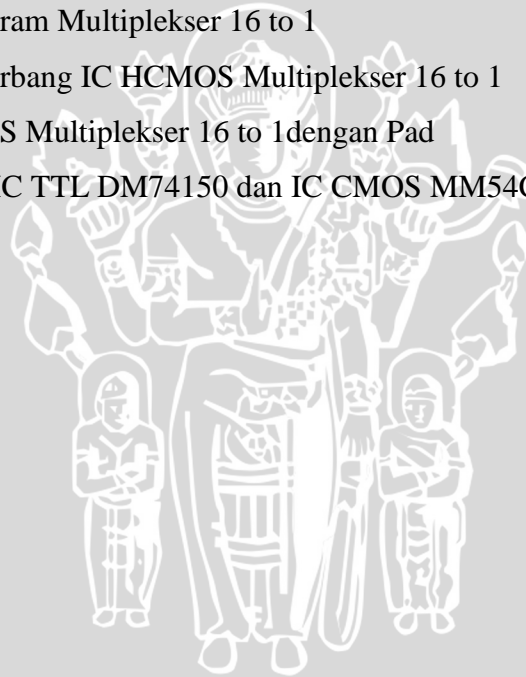 ram Multiplekser 16 to 1
rbang IC HCMOS Multiplekser 16 to 1
S Multiplekser 16 to 1dengan Pad
IC TTL DM74150 dan IC CMOS MM54C